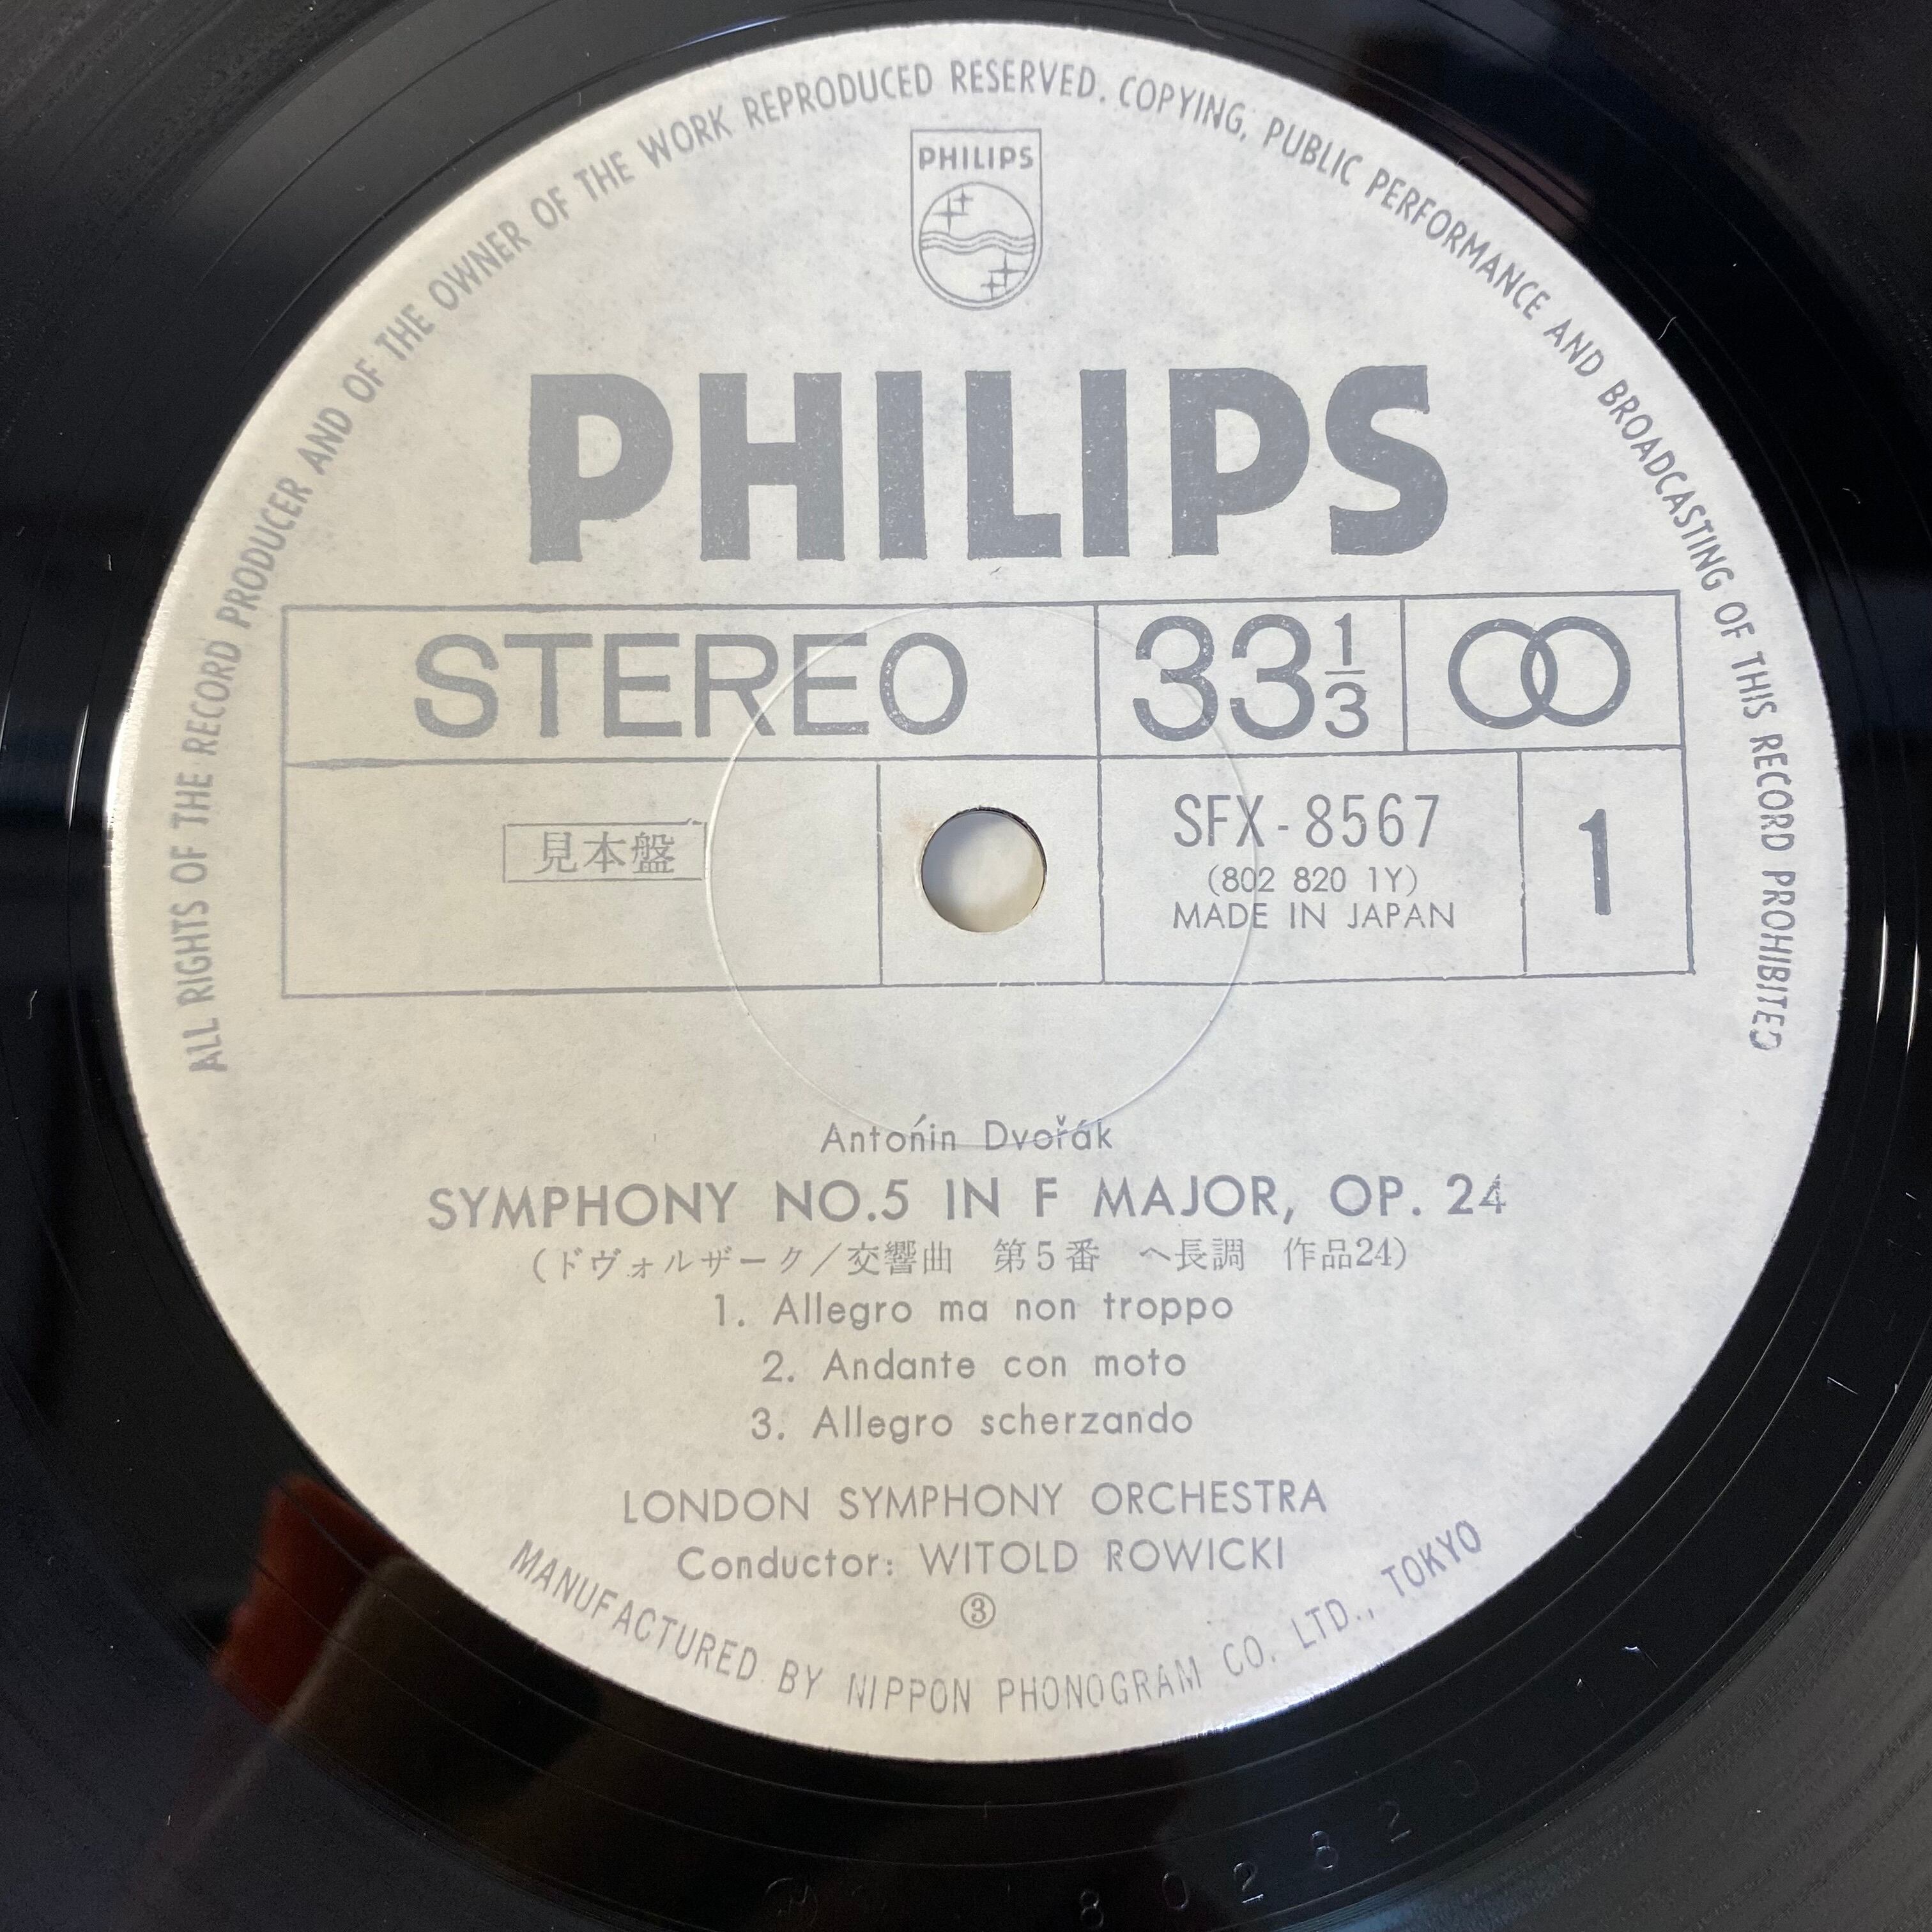 ALL RIGHTS OF THE RECORD PRODUCER AND OF THE OWNER OF THE WORK REPRODUCED RESERVED. COPYING, PUBLIC PERFORMANCE AND BROADCASTING OF THIS RECORD PROHIBITED
PHILIPS
PHILIPS
STEREO 33 1/3
見本盤
SFX-8567
(802 820 1Y)
MADE IN JAPAN
1
Antońin Dvořák
SYMPHONY NO.5 IN F MAJOR, OP. 24
(ドヴォルザーク/交響曲 第5番 ヘ長調 作品24)
1. Allegro ma non troppo
2. Andante con moto
3. Allegro scherzando
LONDON SYMPHONY ORCHESTRA
Conductor: WITOLD ROWICKI
③
MANUFACTURED BY NIPPON PHONOGRAM CO. LTD., TOKYO
802820